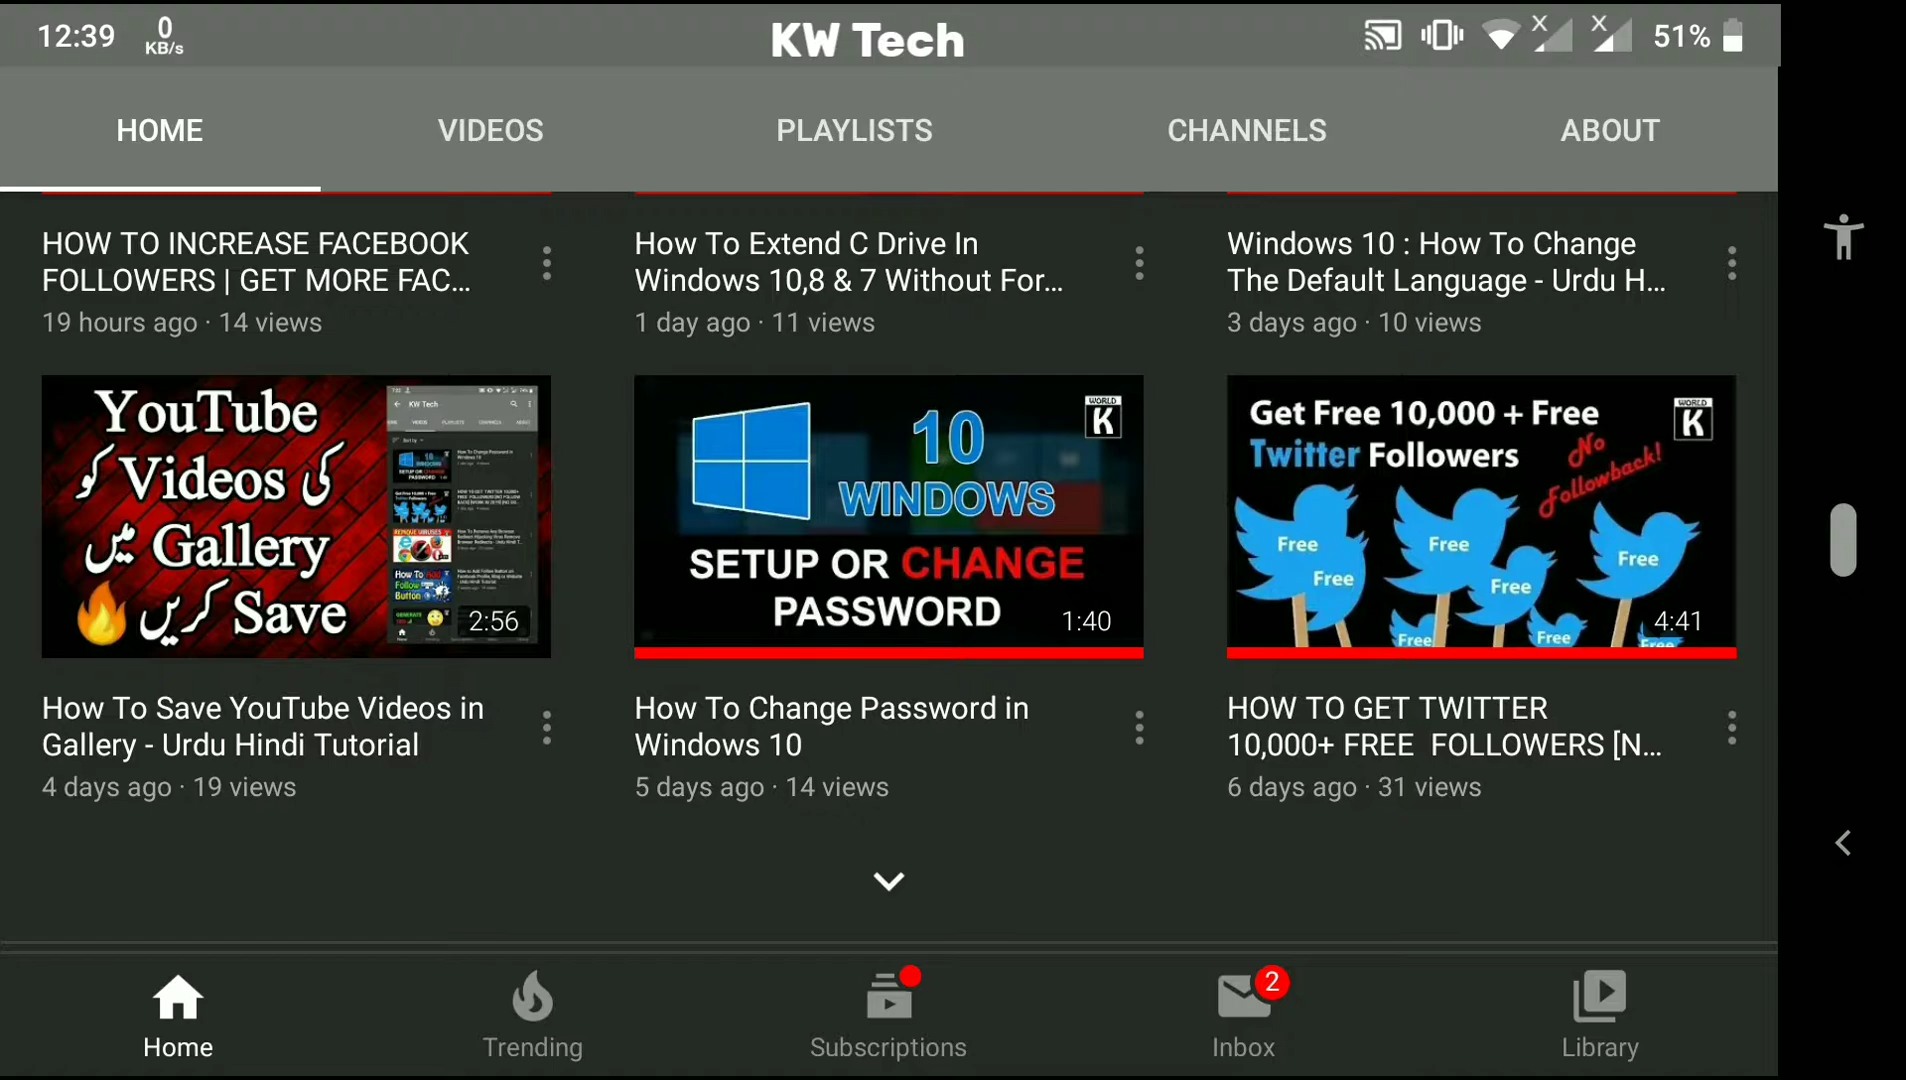 12:39
0
KB/s
KW Tech
51%
HOME
VIDEOS
PLAYLISTS
CHANNELS
ABOUT
HOW TO INCREASE FACEBOOK
FOLLOWERS | GET MORE FAC...
19 hours ago · 14 views
How To Extend C Drive In
Windows 10,8 & 7 Without For...
1 day ago · 11 views
Windows 10 : How To Change
The Default Language - Urdu H...
3 days ago · 10 views
YouTube
کی Videos کو
Gallery میں
Save کریں
KW Tech
2:56
10
WINDOWS
SETUP OR CHANGE
PASSWORD
WORLD
K
1:40
Get Free 10,000 + Free
Twitter Followers
No
Followback!
WORLD
K
Free
Free
Free
Free
Free
Free
Free
Free
4:41
How To Save YouTube Videos in
Gallery - Urdu Hindi Tutorial
4 days ago · 19 views
How To Change Password in
Windows 10
5 days ago · 14 views
HOW TO GET TWITTER
10,000+ FREE  FOLLOWERS [N...
6 days ago · 31 views
Home
Trending
Subscriptions
2
Inbox
Library